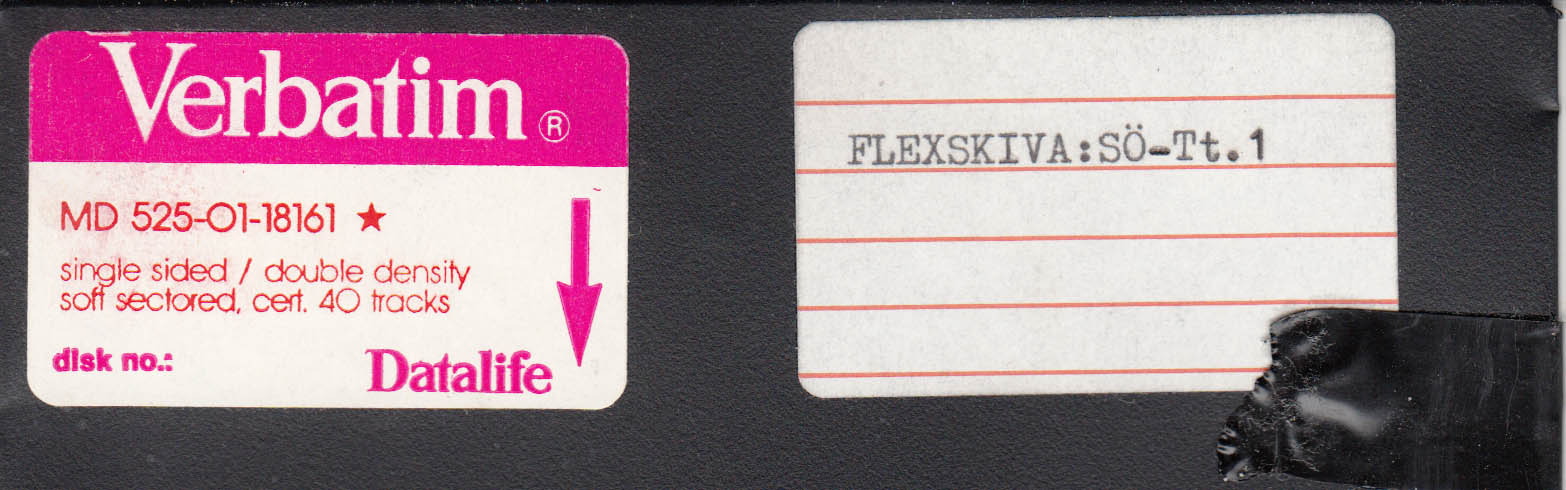 Verbatim®
MD 525-01-18161 ★
single sided / double density
soft sectored, cert. 40 tracks
disk no.:
Datalife
FLEXSKIVA:SÖ-Tt.1